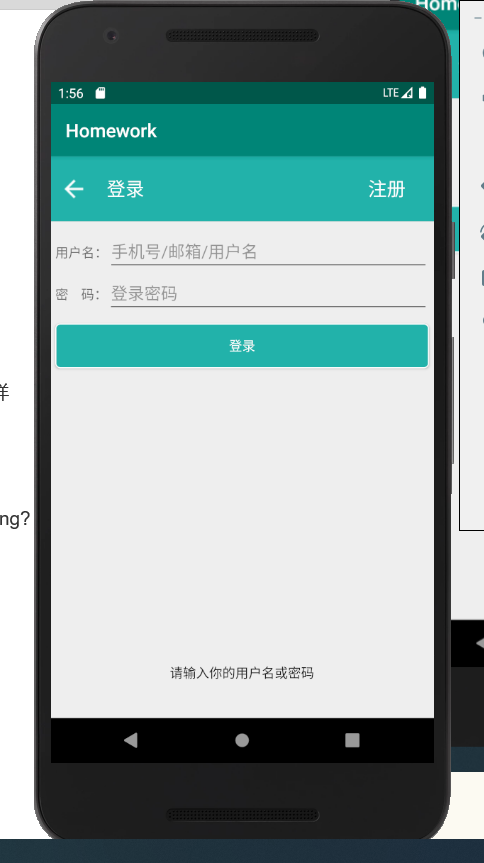 Hom
1:56 LTE
Homework
登录 注册
用户名: 手机号/邮箱/用户名
密 码: 登录密码
登录
样
ng?
请输入你的用户名或密码